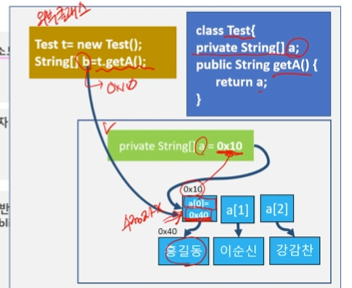 외부클래스
Test t= new Test();
String[] b=t.getA();
0x10
class Test{
private String[] a;
public String getA() {
return a;
}
private String[] a = 0x10
0x10
a[0]=
0x40
a[1]
a[2]
0x40
홍길동
이순신
강감찬